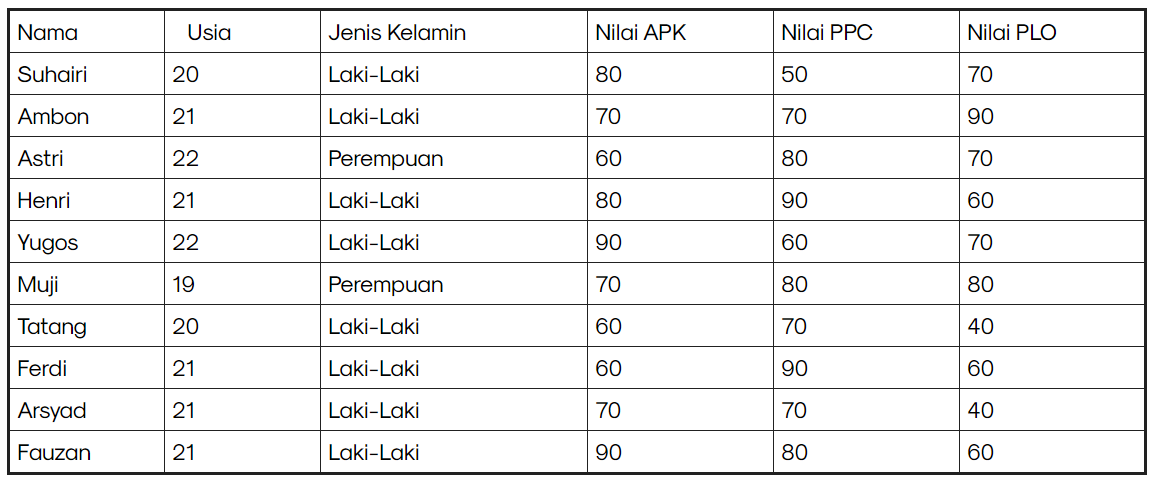 Nama Usia Jenis Kelamin Nilai APK Nilai PPC Nilai PLO
Suhairi 20 Laki-Laki 80 50 70
Ambon 21 Laki-Laki 70 70 90
Astri 22 Perempuan 60 80 70
Henri 21 Laki-Laki 80 90 60
Yugos 22 Laki-Laki 90 60 70
Muji 19 Perempuan 70 80 80
Tatang 20 Laki-Laki 60 70 40
Ferdi 21 Laki-Laki 60 90 60
Arsyad 21 Laki-Laki 70 70 40
Fauzan 21 Laki-Laki 90 80 60